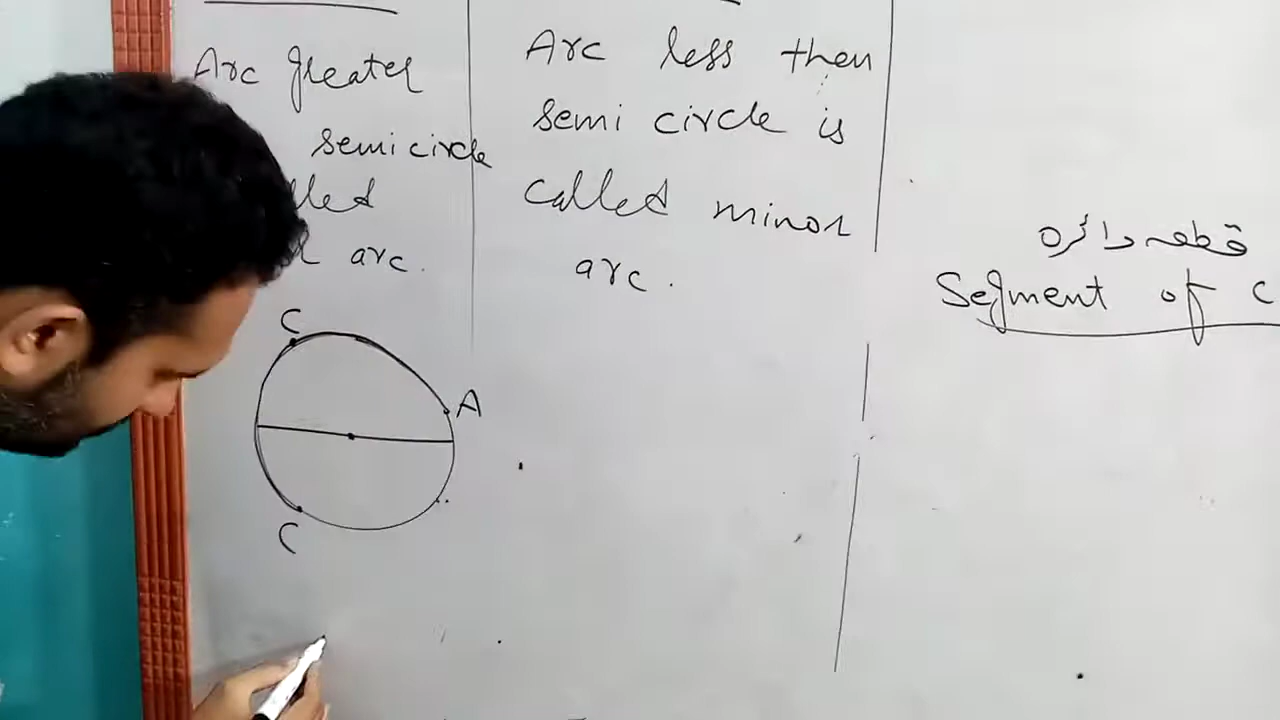 Arc greater
semi circle
arc.
Arc less then
semi circle is
called minor
arc.
C
A
C
قطعہ دائرہ
Segment of C